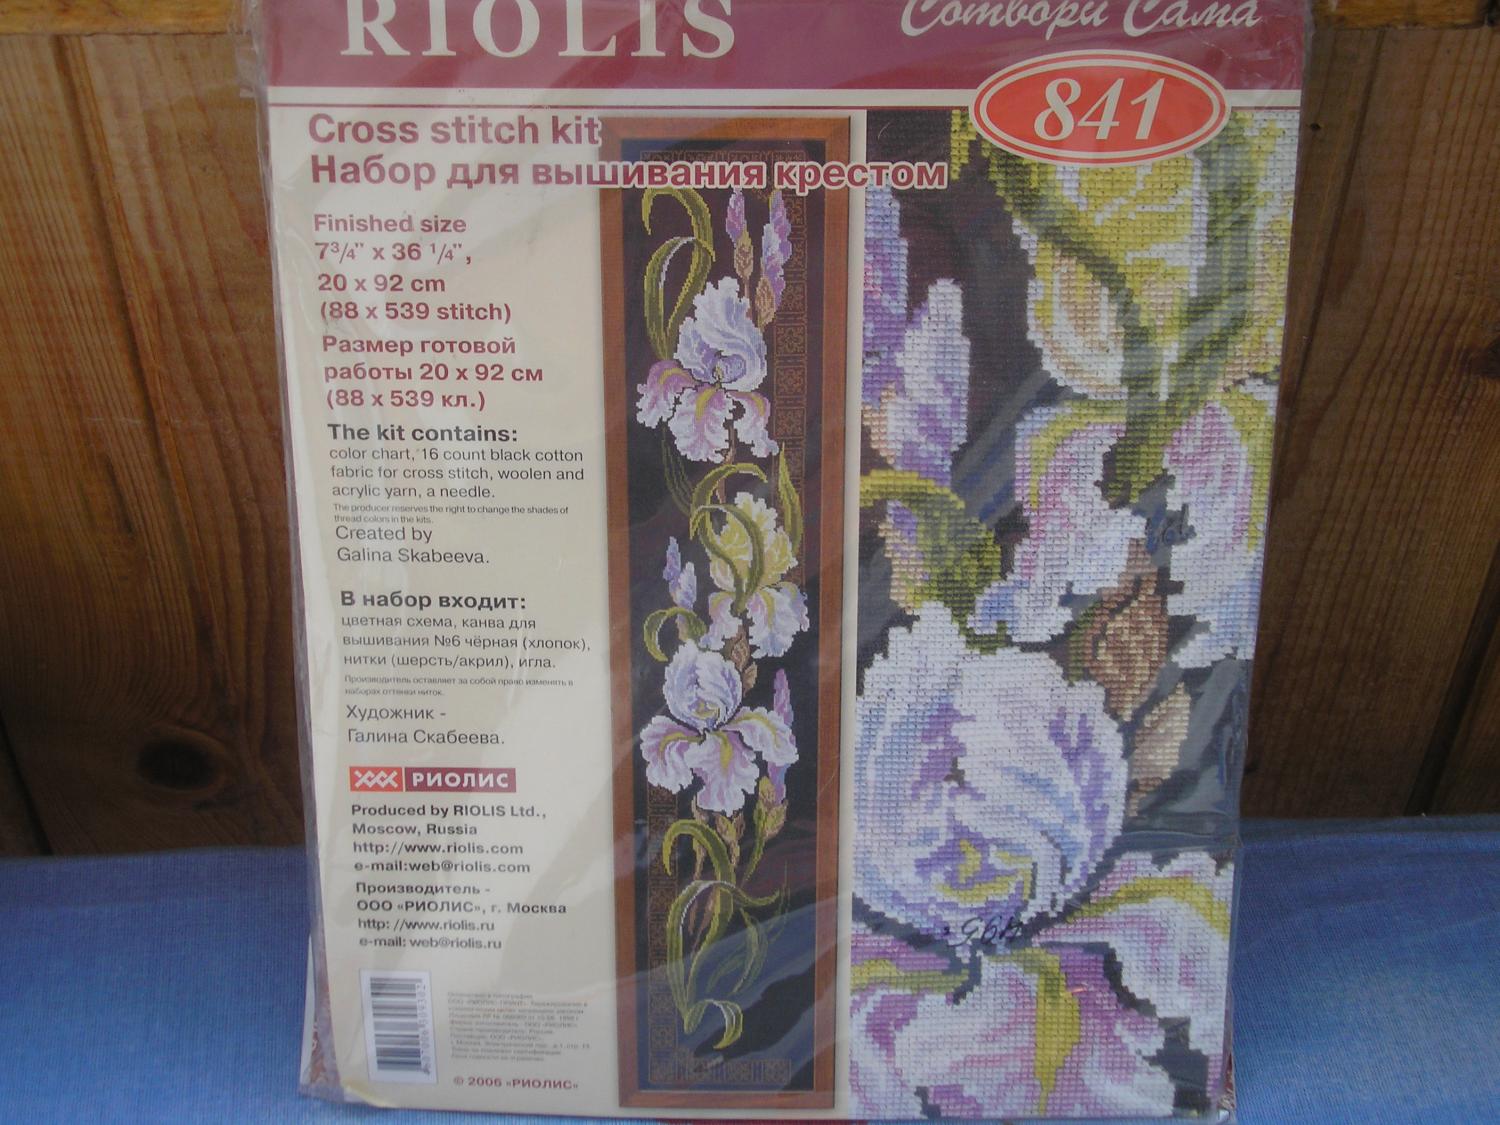 RIOLIS
Сотвори Сама
841
Cross stitch kit
Набор для вышивания крестом
Finished size
7³/₄" x 36 ¹/₄",
20 x 92 cm
(88 x 539 stitch)
Размер готовой
работы 20 x 92 см
(88 x 539 кл.)
The kit contains:
color chart, 16 count black cotton
fabric for cross stitch, woolen and
acrylic yarn, a needle.
The producer reserves the right to change the shades of
thread colors in the kits.
Created by
Galina Skabeeva.
В набор входит:
цветная схема, канва для
вышивания №6 чёрная (хлопок),
нитки (шерсть/акрил), игла.
Производитель оставляет за собой право изменять в
наборах оттенки ниток.
Художник -
Галина Скабеева.
РИОЛИС
Produced by RIOLIS Ltd.,
Moscow, Russia
http://www.riolis.com
e-mail:web@riolis.com
Производитель -
ООО «РИОЛИС», г. Москва
http: //www.riolis.ru
e-mail: web@riolis.ru
© 2006 «РИОЛИС»